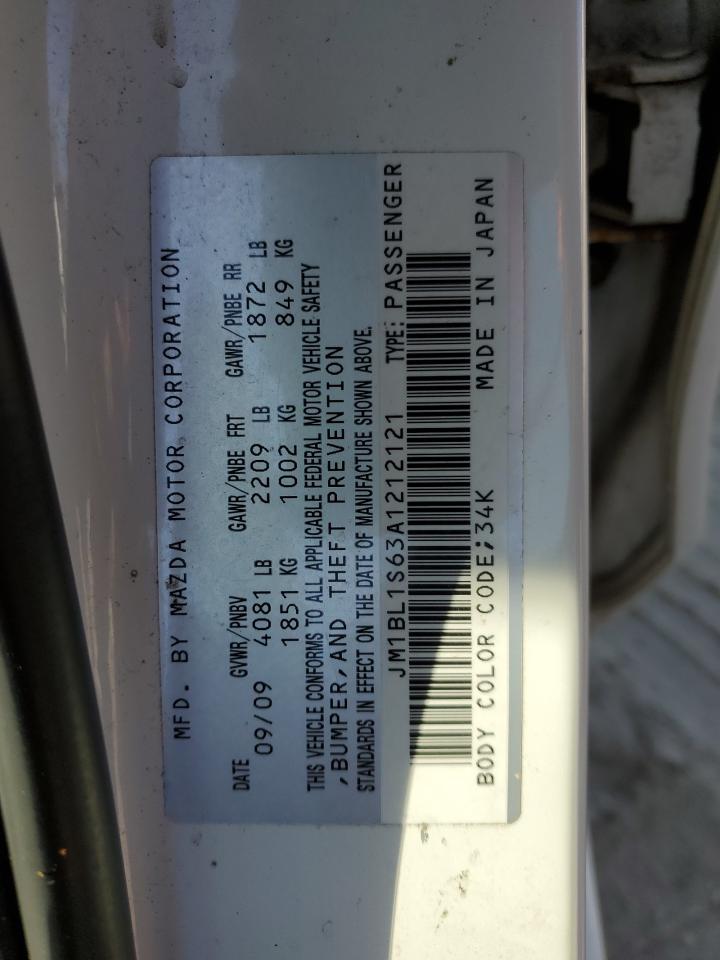 MFD. BY MAZDA MOTOR CORPORATION
DATE GVWR/PNBV GAWR/PNBE FRT GAWR/PNBE RR
09/09 4081 LB 2209 LB 1872 LB
1851 KG 1002 KG 849 KG
THIS VEHICLE CONFORMS TO ALL APPLICABLE FEDERAL MOTOR VEHICLE SAFETY
,BUMPER,AND THEFT PREVENTION
STANDARDS IN EFFECT ON THE DATE OF MANUFACTURE SHOWN ABOVE.
JM1BL1S63A1212121 TYPE: PASSENGER
BODY COLOR CODE;34K MADE IN JAPAN